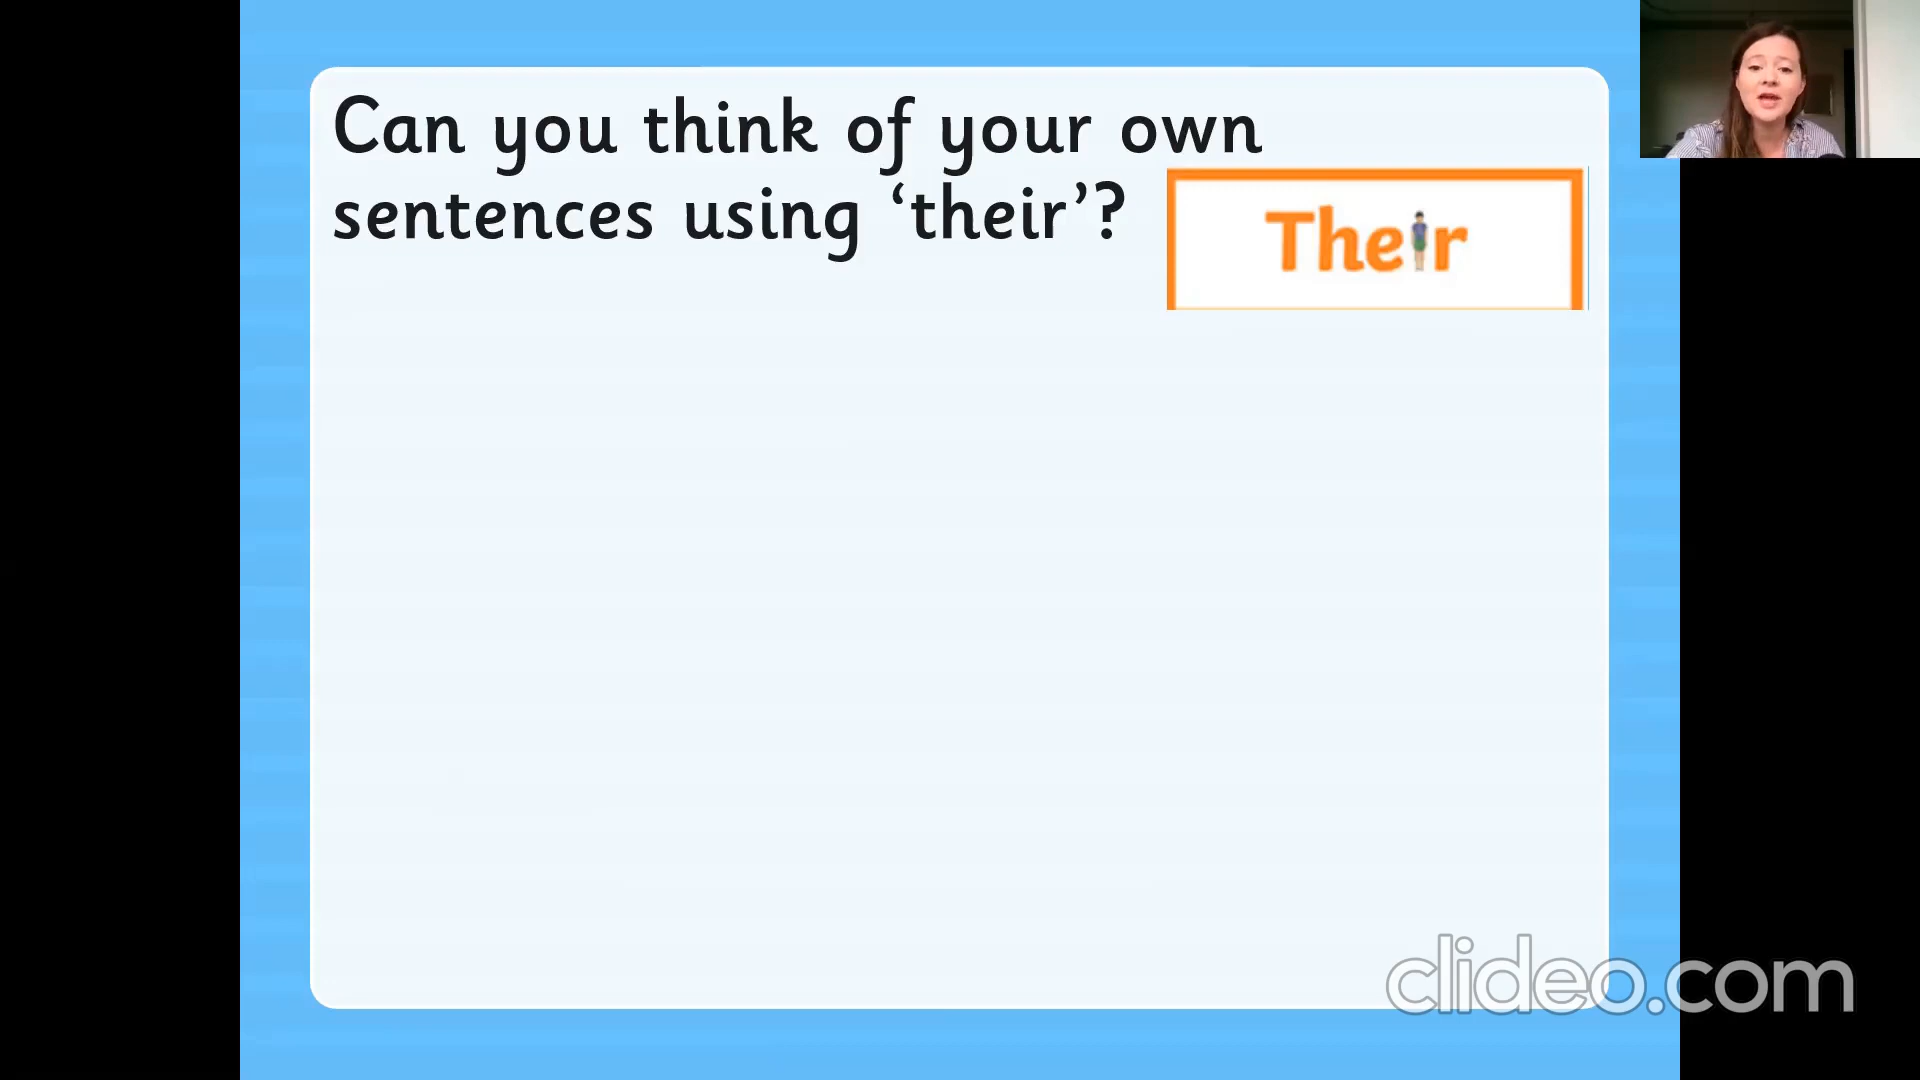 Can you think of your own
sentences using ‘their’?
Their
clideo.com